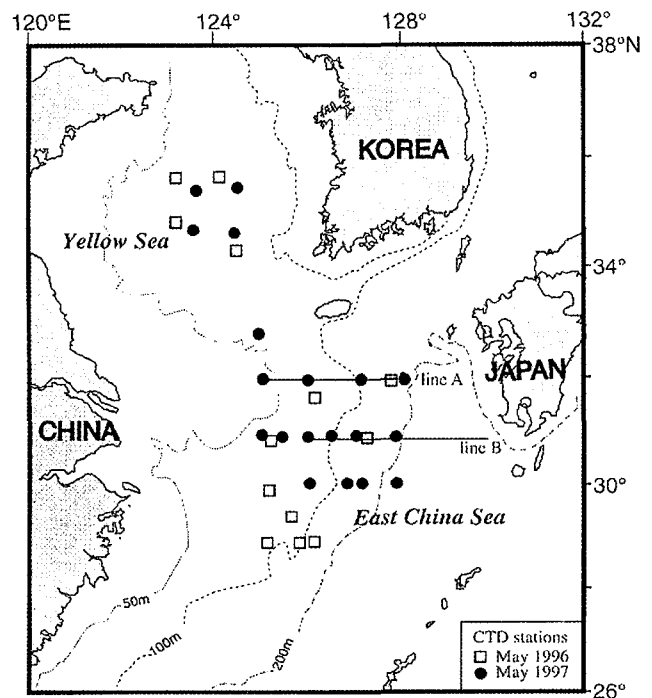 120°E 124° 128° 132°
38°N
KOREA
Yellow Sea
34°
line A
JAPAN
CHINA
line B
30°
East China Sea
50m
100m
200m
CTD stations
□ May 1996
● May 1997
26°